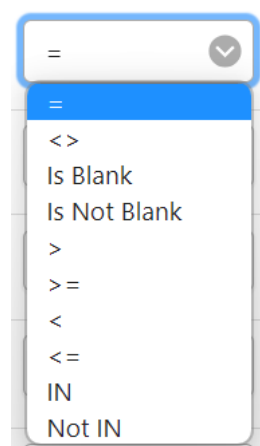 =
=
<>
Is Blank
Is Not Blank
>
>=
<
<=
IN
Not IN